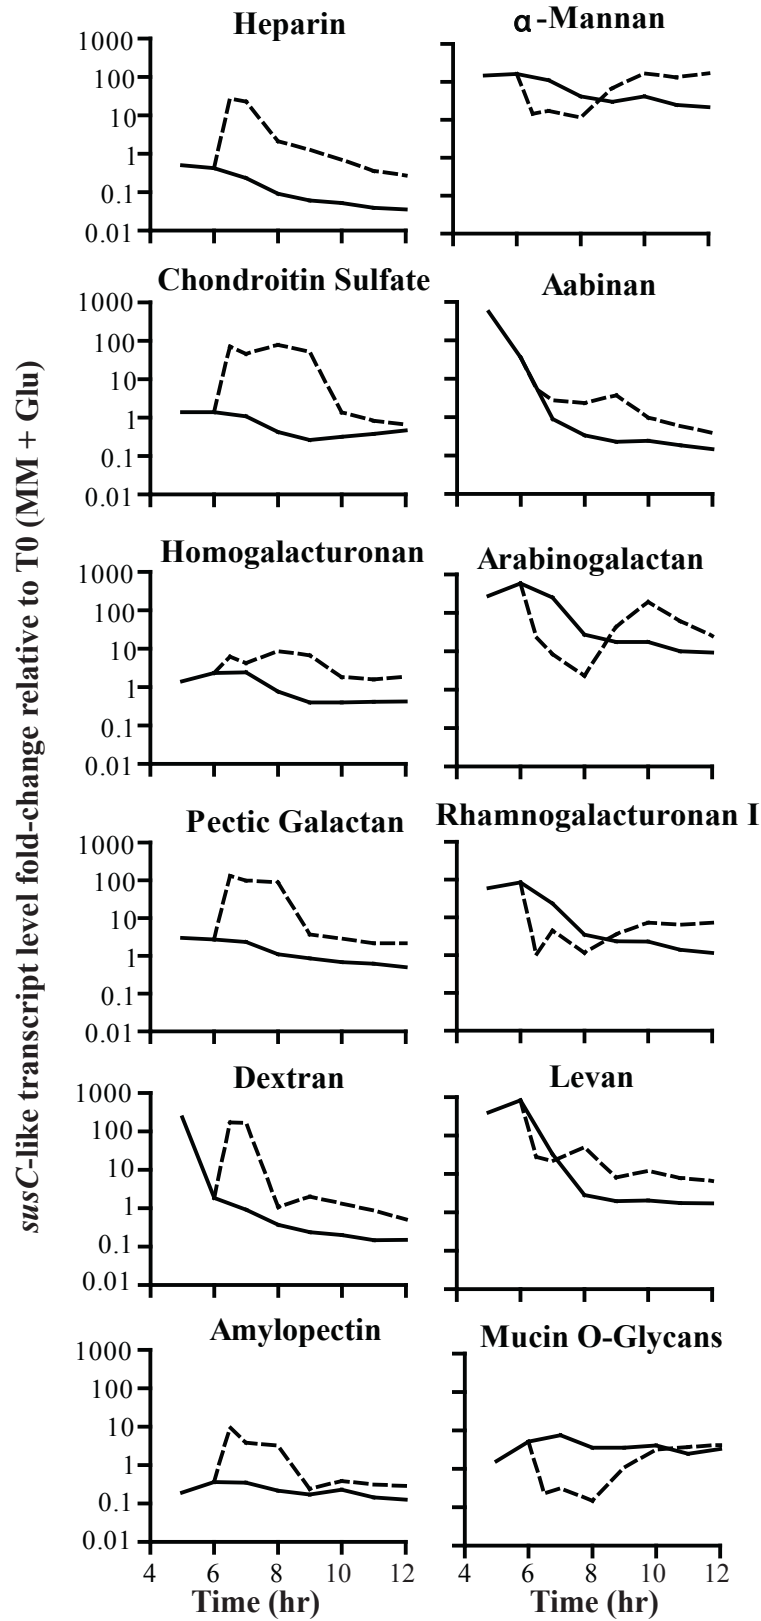 susC-like transcript level fold-change relative to T0 (MM + Glu)
Heparin
1000
100
10
1
0.1
0.01
α-Mannan
Chondroitin Sulfate
1000
100
10
1
0.1
0.01
Aabinan
Homogalacturonan
1000
100
10
1
0.1
0.01
Arabinogalactan
Pectic Galactan
1000
100
10
1
0.1
0.01
Rhamnogalacturonan I
Dextran
1000
100
10
1
0.1
0.01
Levan
Amylopectin
1000
100
10
1
0.1
0.01
4 6 8 10 12
Time (hr)
Mucin O-Glycans
4 6 8 10 12
Time (hr)